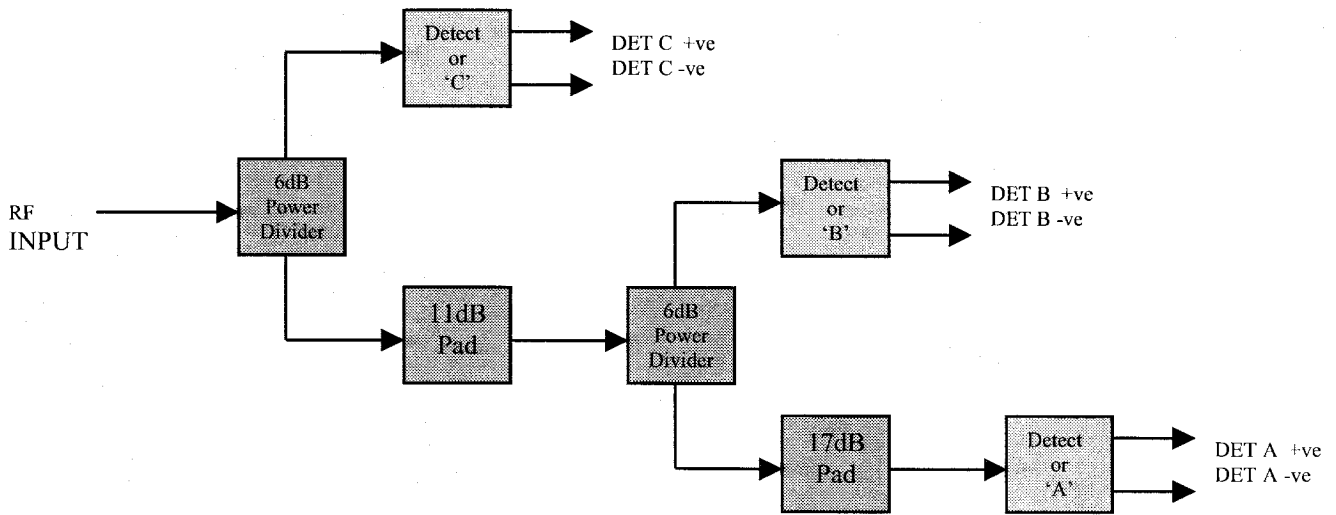 Detect
or
‘C’
DET C +ve
DET C -ve
6dB
Power
Divider
RF
INPUT
Detect
or
‘B’
DET B +ve
DET B -ve
11dB
Pad
6dB
Power
Divider
17dB
Pad
Detect
or
‘A’
DET A +ve
DET A -ve